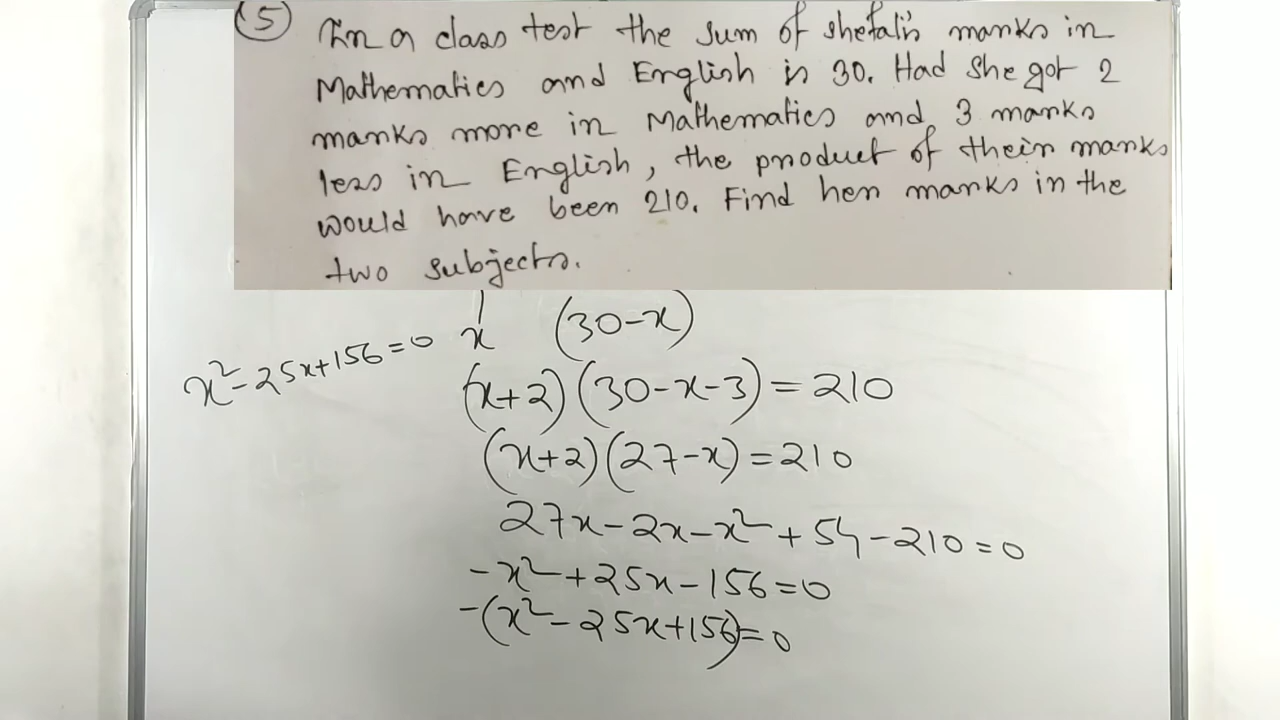 (5) In a class test the sum of shefali's marks in
Mathematics and English is 30. Had she got 2
marks more in Mathematics and 3 marks
less in English, the product of their marks
would have been 210. Find her marks in the
two subjects.
x (30-x)
x²-25x+156=0
(x+2)(30-x-3)=210
(x+2)(27-x)=210
27x-2x-x²+54-210=0
-x²+25x-156=0
-(x²-25x+156)=0